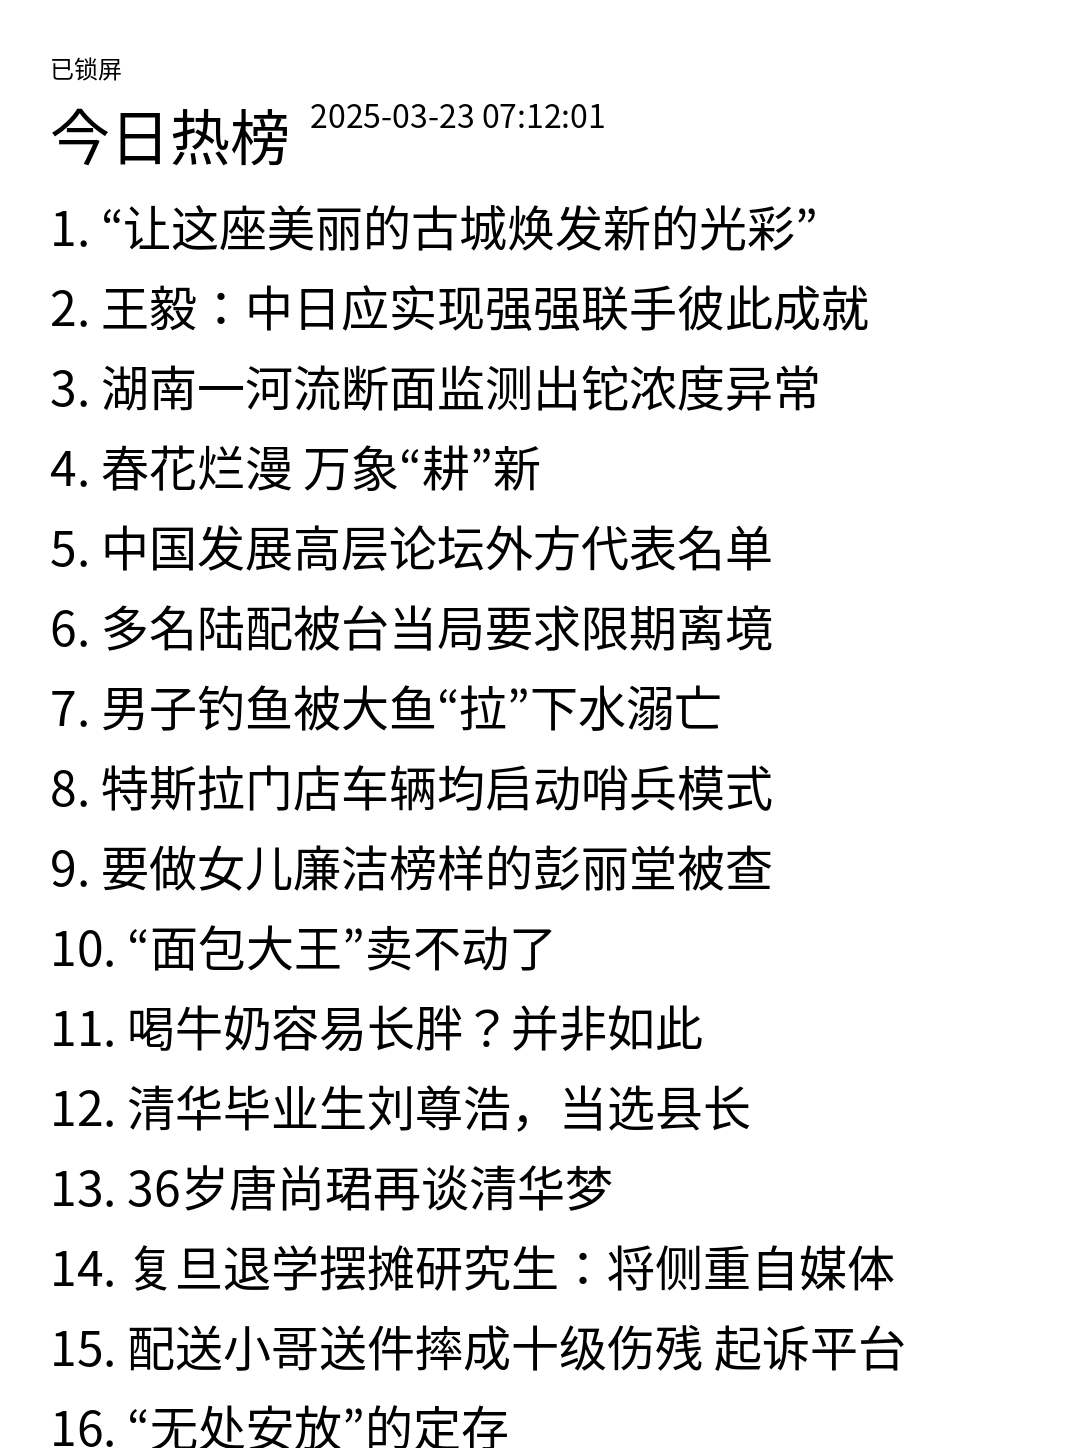 已锁屏
今日热榜 2025-03-23 07:12:01
1. “让这座美丽的古城焕发新的光彩”
2. 王毅：中日应实现强强联手彼此成就
3. 湖南一河流断面监测出铊浓度异常
4. 春花烂漫 万象“耕”新
5. 中国发展高层论坛外方代表名单
6. 多名陆配被台当局要求限期离境
7. 男子钓鱼被大鱼“拉”下水溺亡
8. 特斯拉门店车辆均启动哨兵模式
9. 要做女儿廉洁榜样的彭丽堂被查
10. “面包大王”卖不动了
11. 喝牛奶容易长胖？并非如此
12. 清华毕业生刘尊浩，当选县长
13. 36岁唐尚珺再谈清华梦
14. 复旦退学摆摊研究生：将侧重自媒体
15. 配送小哥送件摔成十级伤残 起诉平台
16. “无处安放”的定存